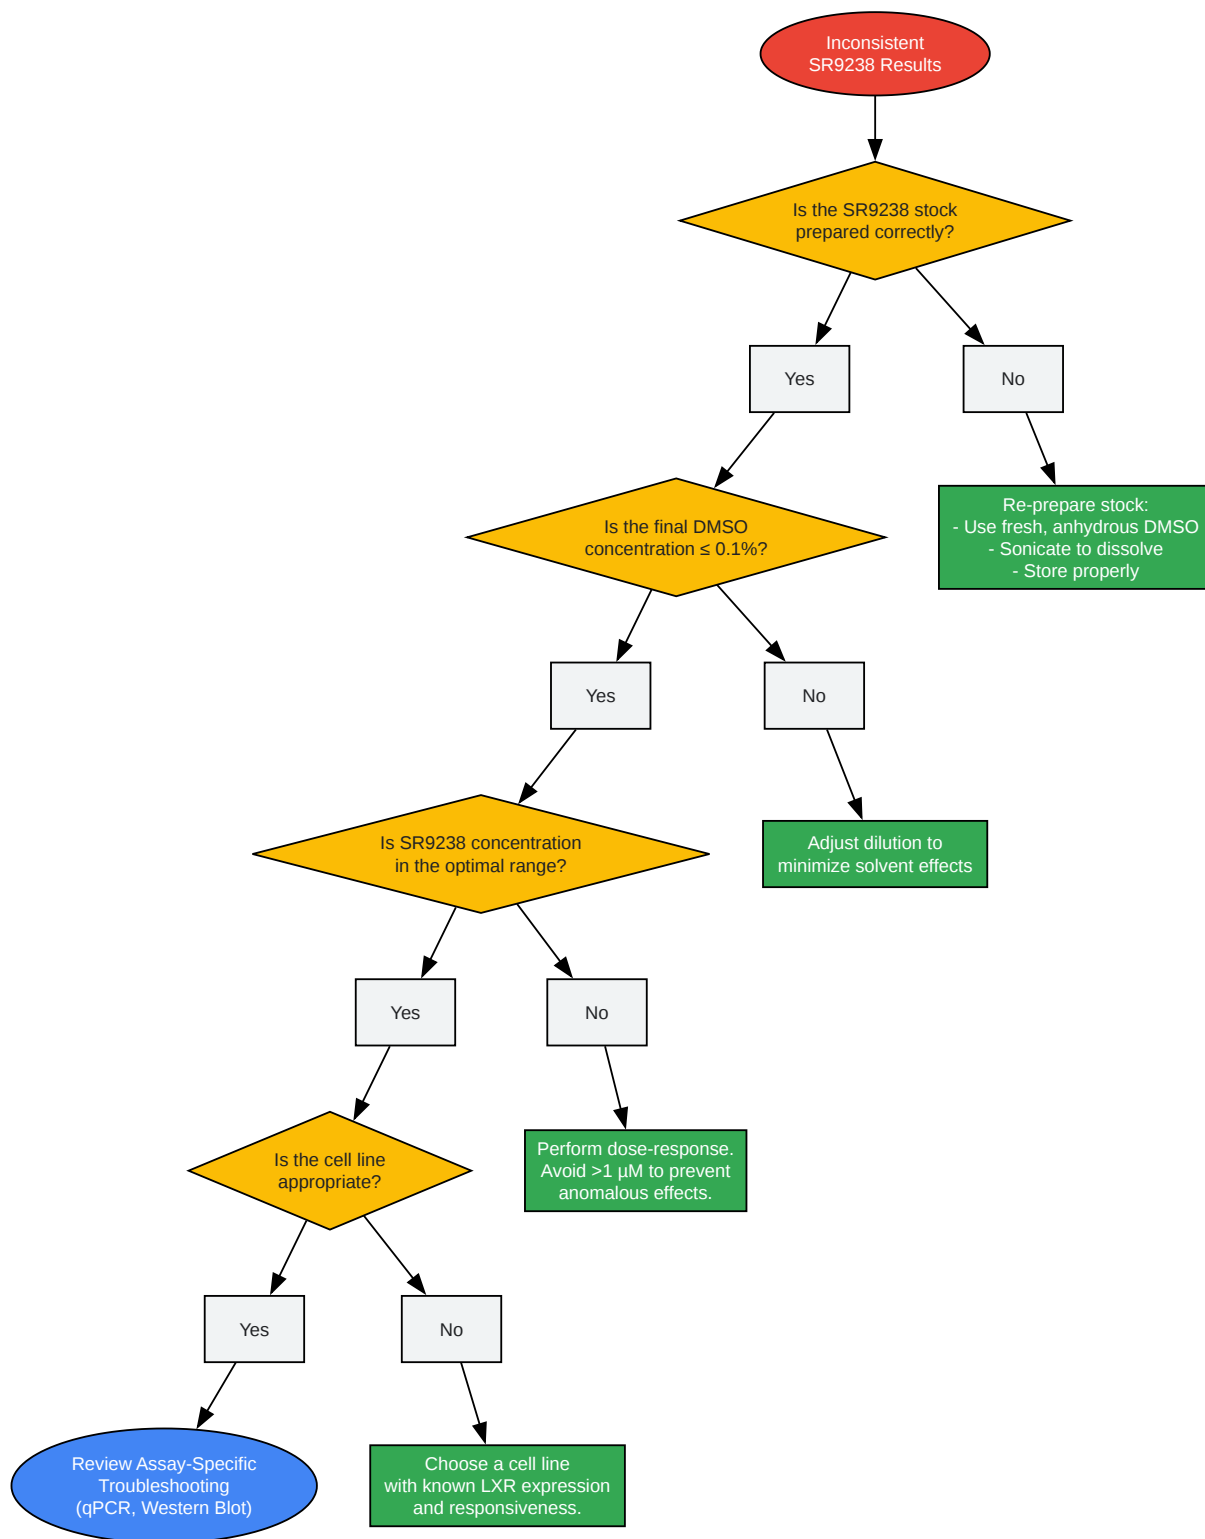 Inconsistent
SR9238 Results
Is the SR9238 stock
prepared correctly?
Yes
No
Re-prepare stock:
- Use fresh, anhydrous DMSO
- Sonicate to dissolve
- Store properly
Is the final DMSO
concentration ≤ 0.1%?
Yes
No
Adjust dilution to
minimize solvent effects
Is SR9238 concentration
in the optimal range?
Yes
No
Perform dose-response.
Avoid >1 µM to prevent
anomalous effects.
Is the cell line
appropriate?
Yes
No
Review Assay-Specific
Troubleshooting
(qPCR, Western Blot)
Choose a cell line
with known LXR expression
and responsiveness.